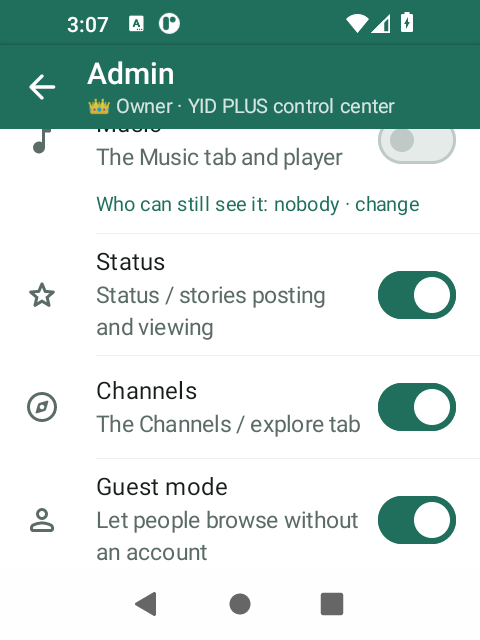 3:07
Admin
👑 Owner · YID PLUS control center
Music
The Music tab and player
Who can still see it: nobody · change
Status
Status / stories posting
and viewing
Channels
The Channels / explore tab
Guest mode
Let people browse without
an account